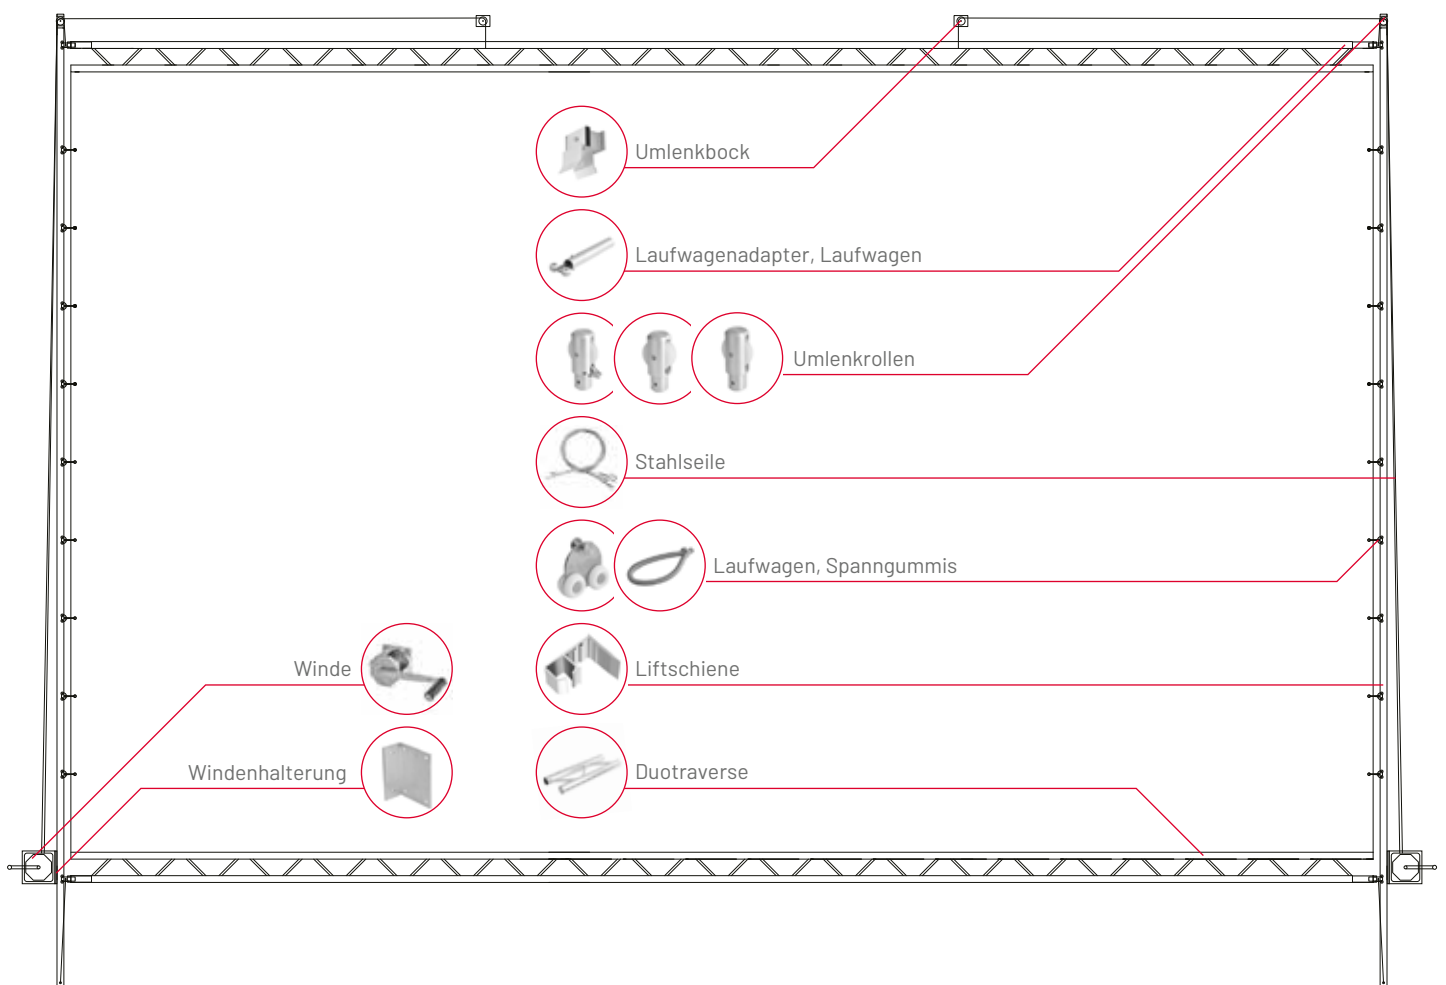 Umlenkbock
Laufwagenadapter, Laufwagen
Umlenkrollen
Stahlseile
Laufwagen, Spanngummis
Winde
Liftschiene
Windenhalterung
Duotraverse